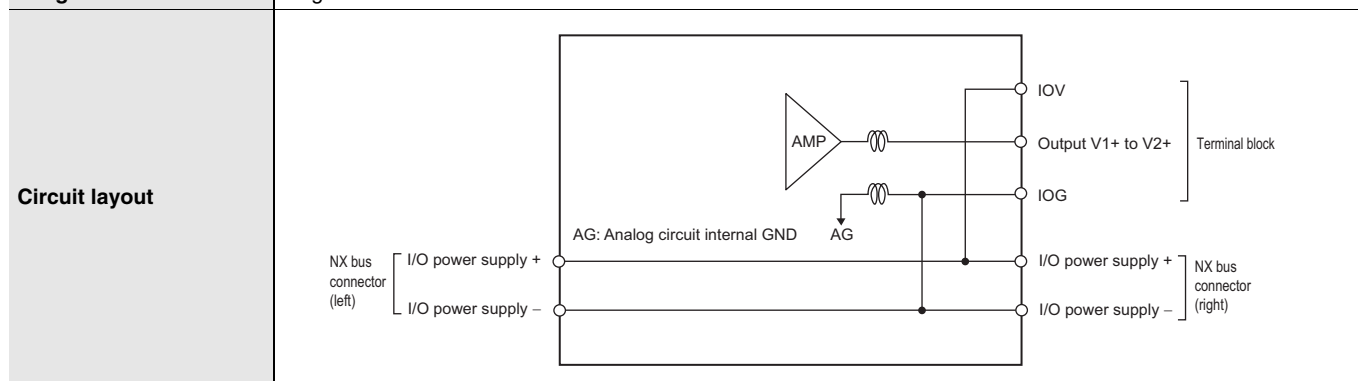 Circuit layout
IOV
AMP
Output V1+ to V2+
Terminal block
IOG
AG: Analog circuit internal GND
AG
NX bus
connector
(left)
I/O power supply +
I/O power supply –
I/O power supply +
I/O power supply –
NX bus
connector
(right)